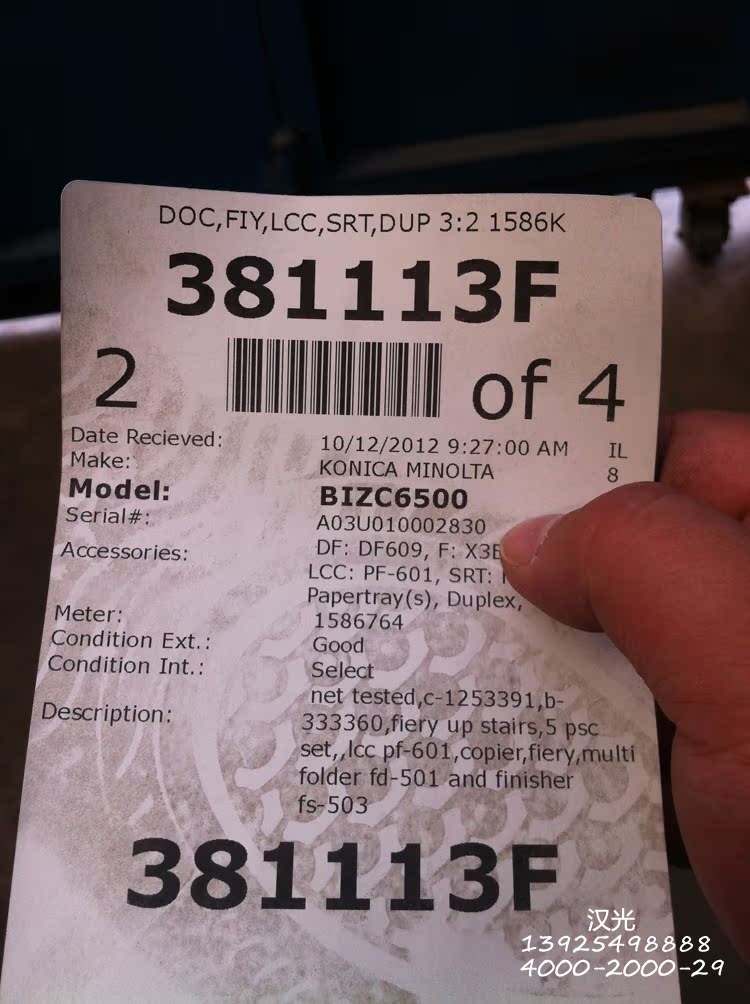 DOC,FIY,LCC,SRT,DUP 3:2 1586K
381113F
2 of 4
Date Recieved: 10/12/2012 9:27:00 AM IL
Make: KONICA MINOLTA 8
Model: BIZC6500
Serial#: A03U010002830
Accessories: DF: DF609, F:
LCC: PF-601, SRT:
Papertray(s), Duplex,
Meter: 1586764
Condition Ext.: Good
Condition Int.: Select
Description: net tested,c-1253391,b-
333360,fiery up stairs,5 psc
set,,lcc pf-601,copier,fiery,multi
folder fd-501 and finisher
fs-503
381113F
汉光
13925498888
4000-2000-29